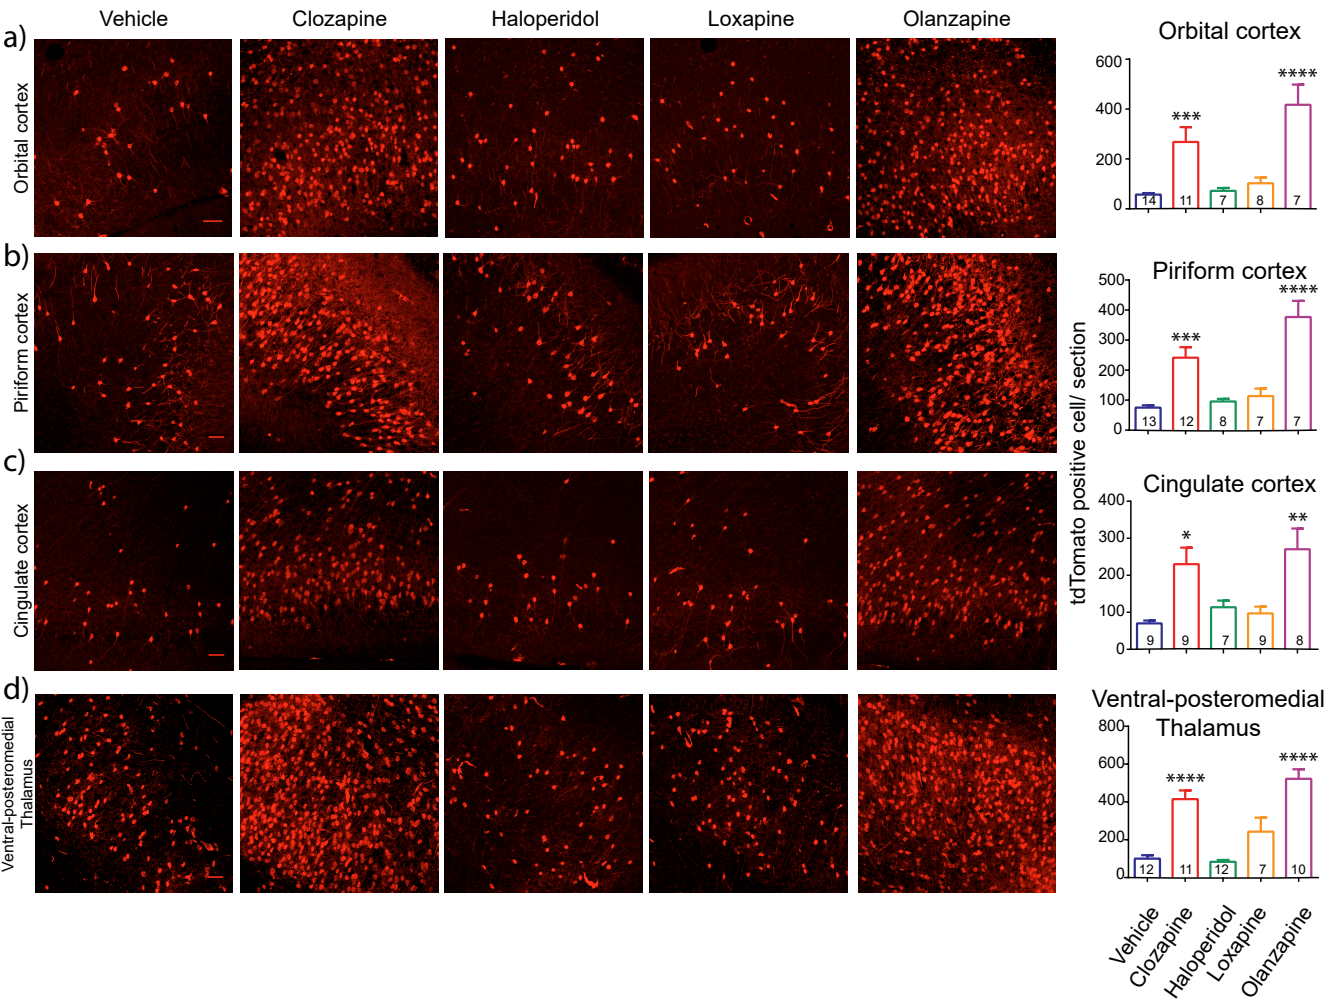 Vehicle Clozapine Haloperidol Loxapine Olanzapine
a)
Orbital cortex
Orbital cortex
600
400
200
0
***
****
14 11 7 8 7
b)
Piriform cortex
Piriform cortex
500
400
300
200
100
0
***
****
13 12 8 7 7
tdTomato positive cell/ section
c)
Cingulate cortex
Cingulate cortex
400
300
200
100
0
*
**
9 9 7 9 8
d)
Ventral-posteromedial
Thalamus
Ventral-posteromedial
Thalamus
800
600
400
200
0
****
****
12 11 12 7 10
Vehicle
Clozapine
Haloperidol
Loxapine
Olanzapine